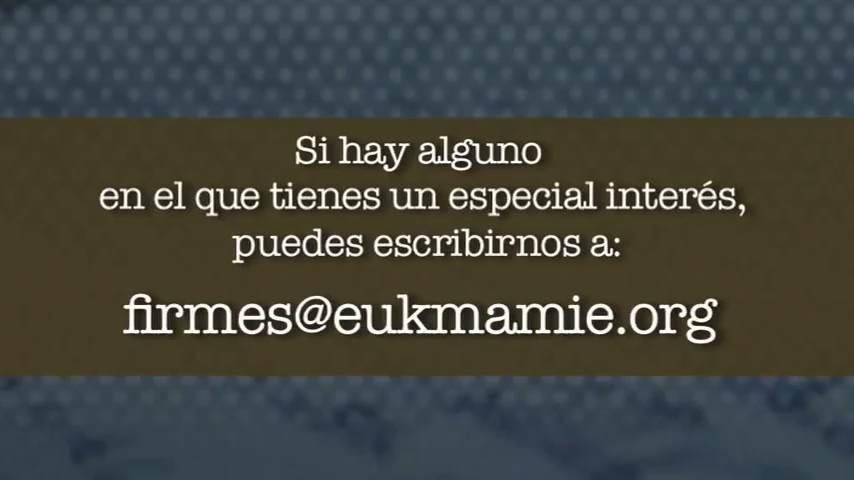 Si hay alguno
en el que tienes un especial interés,
puedes escribirnos a:
firmes@eukmamie.org